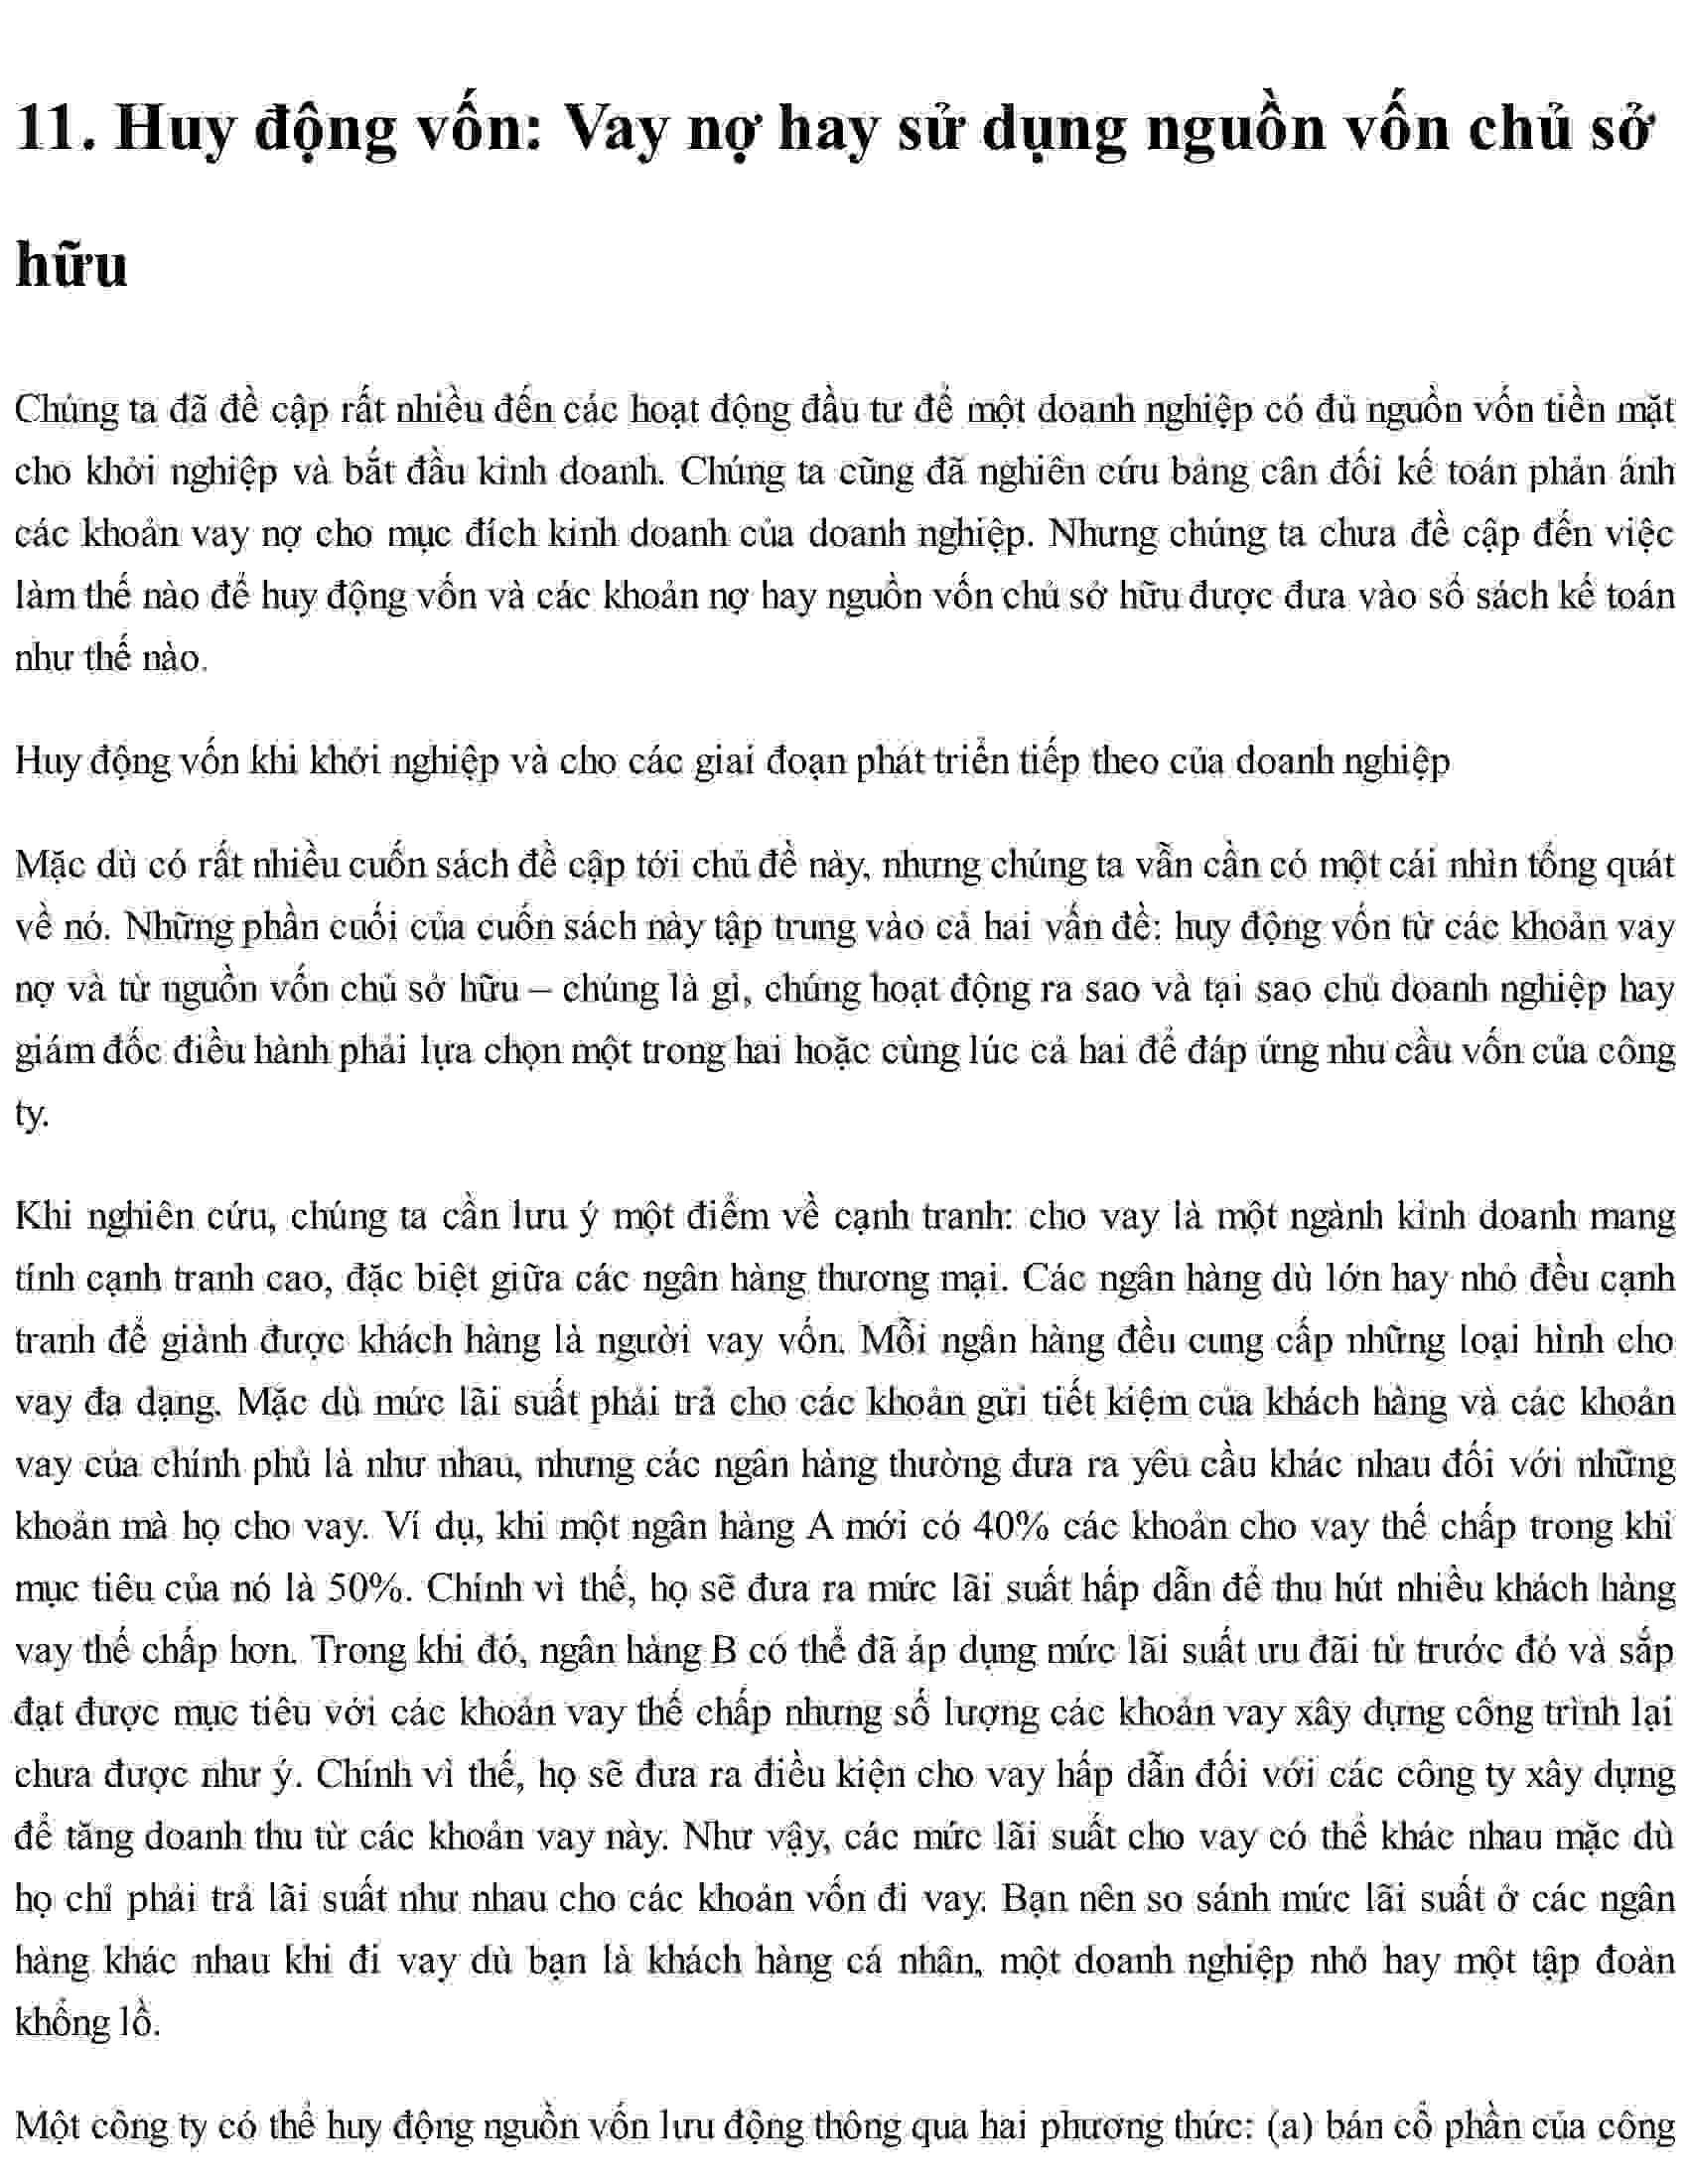 11. Huy động vốn: Vay nợ hay sử dụng nguồn vốn chủ sở
hữu
Chúng ta đã đề cập rất nhiều đến các hoạt động đầu tư để một doanh nghiệp có đủ nguồn vốn tiền mặt
cho khởi nghiệp và bắt đầu kinh doanh. Chúng ta cũng đã nghiên cứu bảng cân đối kế toán phản ánh
các khoản vay nợ cho mục đích kinh doanh của doanh nghiệp. Nhưng chúng ta chưa đề cập đến việc
làm thế nào để huy động vốn và các khoản nợ hay nguồn vốn chủ sở hữu được đưa vào sổ sách kế toán
như thế nào.
Huy động vốn khi khởi nghiệp và cho các giai đoạn phát triển tiếp theo của doanh nghiệp
Mặc dù có rất nhiều cuốn sách đề cập tới chủ đề này, nhưng chúng ta vẫn cần có một cái nhìn tổng quát
về nó. Những phần cuối của cuốn sách này tập trung vào cả hai vấn đề: huy động vốn từ các khoản vay
nợ và từ nguồn vốn chủ sở hữu – chúng là gì, chúng hoạt động ra sao và tại sao chủ doanh nghiệp hay
giám đốc điều hành phải lựa chọn một trong hai hoặc cùng lúc cả hai để đáp ứng nhu cầu vốn của công
ty.
Khi nghiên cứu, chúng ta cần lưu ý một điểm về cạnh tranh: cho vay là một ngành kinh doanh mang
tính cạnh tranh cao, đặc biệt giữa các ngân hàng thương mại. Các ngân hàng dù lớn hay nhỏ đều cạnh
tranh để giành được khách hàng là người vay vốn. Mỗi ngân hàng đều cung cấp những loại hình cho
vay đa dạng. Mặc dù mức lãi suất phải trả cho các khoản gửi tiết kiệm của khách hàng và các khoản
vay của chính phủ là như nhau, nhưng các ngân hàng thường đưa ra yêu cầu khác nhau đối với những
khoản mà họ cho vay. Ví dụ, khi một ngân hàng A mới có 40% các khoản cho vay thế chấp trong khi
mục tiêu của nó là 50%. Chính vì thế, họ sẽ đưa ra mức lãi suất hấp dẫn để thu hút nhiều khách hàng
vay thế chấp hơn. Trong khi đó, ngân hàng B có thể đã áp dụng mức lãi suất ưu đãi từ trước đó và sắp
đạt được mục tiêu với các khoản vay thế chấp nhưng số lượng các khoản vay xây dựng công trình lại
chưa được như ý. Chính vì thế, họ sẽ đưa ra điều kiện cho vay hấp dẫn đối với các công ty xây dựng
để tăng doanh thu từ các khoản vay này. Như vậy, các mức lãi suất cho vay có thể khác nhau mặc dù
họ chỉ phải trả lãi suất như nhau cho các khoản vốn đi vay. Bạn nên so sánh mức lãi suất ở các ngân
hàng khác nhau khi đi vay dù bạn là khách hàng cá nhân, một doanh nghiệp nhỏ hay một tập đoàn
khổng lồ.
Một công ty có thể huy động nguồn vốn lưu động thông qua hai phương thức: (a) bán cổ phần của công